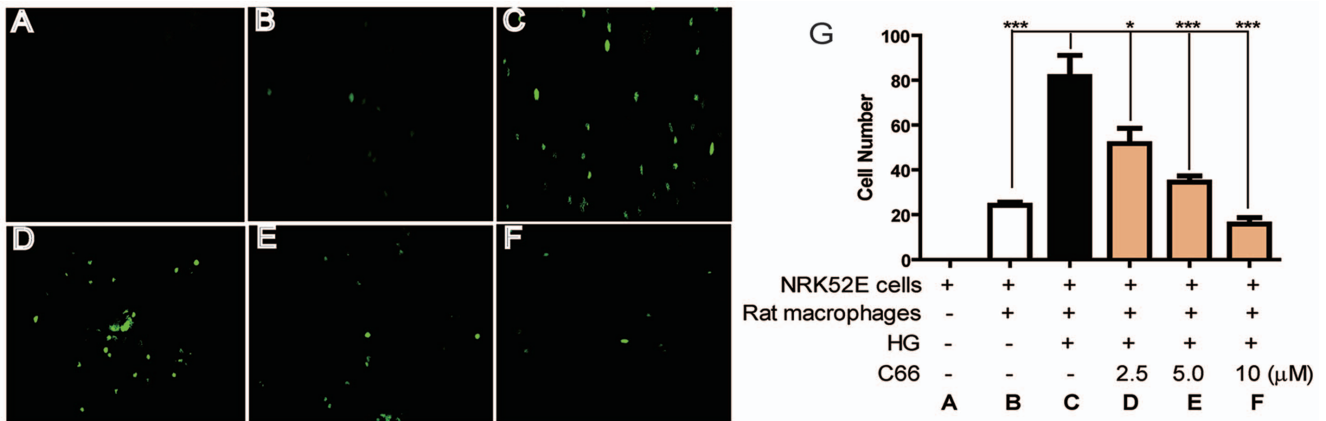 A
B
C
D
E
F
G
*** * *** ***
100
80
60
40
20
0
Cell Number
NRK52E cells + + + + + +
Rat macrophages - + + + + +
HG - - + + + +
C66 - - - 2.5 5.0 10 (μM)
A B C D E F